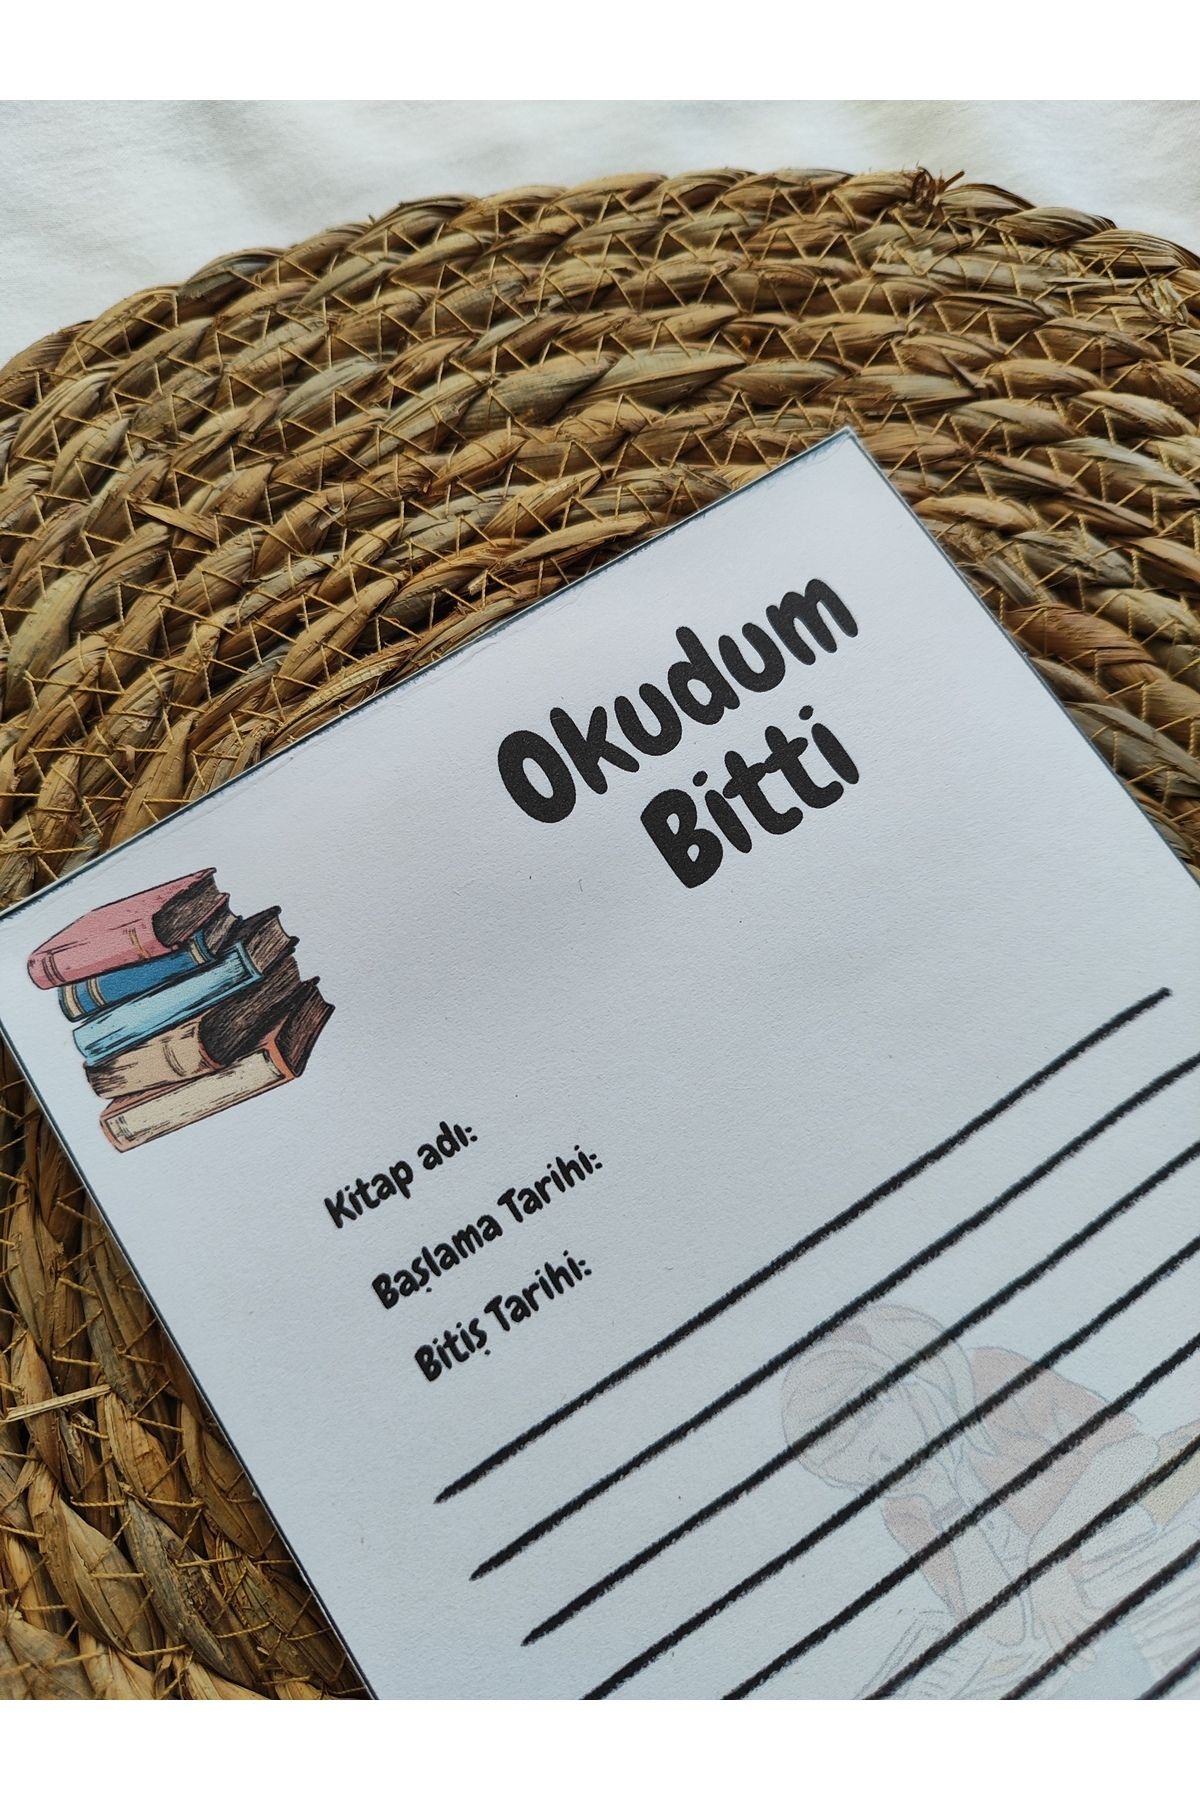 Okudum
Bitti
Kitap adı:
Başlama Tarihi:
Bitiş Tarihi: